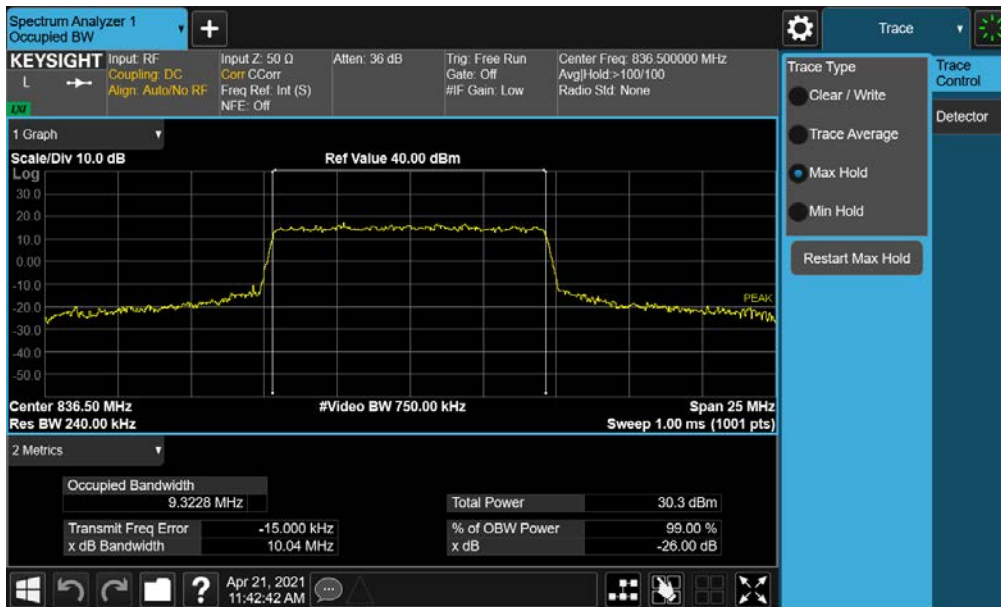 Spectrum Analyzer 1
Occupied BW
+
Trace
KEYSIGHT
L
LXI
Input: RF
Coupling: DC
Align: Auto/No RF
Input Z: 50 Ω
Corr CCorr
Freq Ref: Int (S)
NFE: Off
Atten: 36 dB
Trig: Free Run
Gate: Off
#IF Gain: Low
Center Freq: 836.500000 MHz
Avg|Hold:>100/100
Radio Std: None
Trace Type
Clear / Write
Trace Average
Max Hold
Min Hold
Restart Max Hold
Trace
Control
Detector
1 Graph
Scale/Div 10.0 dB
Ref Value 40.00 dBm
Log
30.0
20.0
10.0
0.00
-10.0
-20.0
-30.0
-40.0
-50.0
PEAK
Center 836.50 MHz
#Video BW 750.00 kHz
Span 25 MHz
Res BW 240.00 kHz
Sweep 1.00 ms (1001 pts)
2 Metrics
Occupied Bandwidth
9.3228 MHz
Total Power 30.3 dBm
Transmit Freq Error -15.000 kHz
% of OBW Power 99.00 %
x dB Bandwidth 10.04 MHz
x dB -26.00 dB
?
Apr 21, 2021
11:42:42 AM